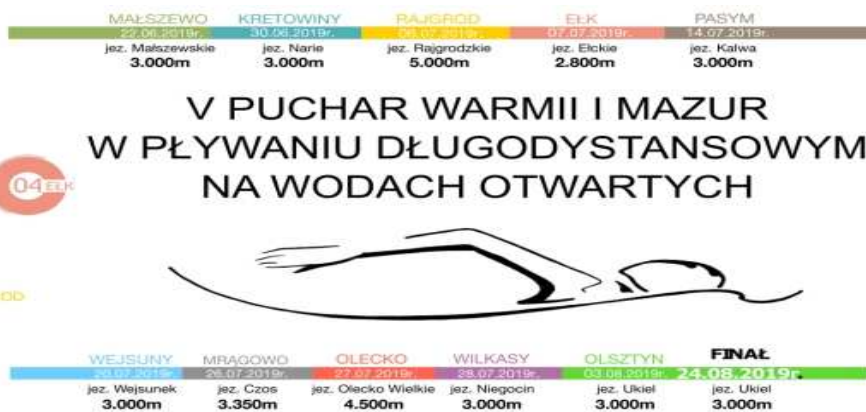 MAŁSZEWO KRETOWINY RAJGRÓD EŁK PASYM
22.06.2019r. 30.06.2019r. 06.07.2019r. 07.07.2019r. 14.07.2019r.
jez. Małszewskie jez. Narie jez. Rajgrodzkie jez. Ełckie jez. Kalwa
3.000m 3.000m 5.000m 2.800m 3.000m
V PUCHAR WARMII I MAZUR
W PŁYWANIU DŁUGODYSTANSOWYM
04 EŁK
NA WODACH OTWARTYCH
WEJSUNY MRĄGOWO OLECKO WILKASY OLSZTYN FINAŁ
20.07.2019r. 26.07.2019r. 27.07.2019r. 28.07.2019r. 03.08.2019r. 24.08.2019r.
jez. Wejsunek jez. Czos jez. Olecko Wielkie jez. Niegocin jez. Ukiel jez. Ukiel
3.000m 3.350m 4.500m 3.000m 3.000m 3.000m